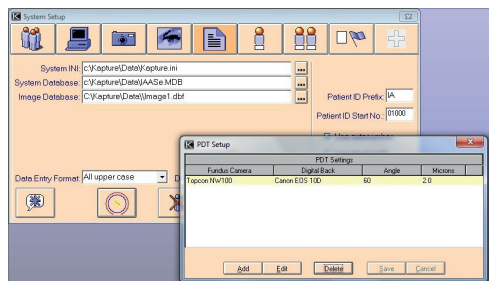 System Setup
System INI: c:\Kapture\Data\Kapture.ini
System Database: c:\Kapture\Data\IAASe.MDB
Image Database: C:\Kapture\Data\\Image1.dbf
Patient ID Prefix: IA
Patient ID Start No.: 01000
PDT Setup
PDT Settings
Fundus Camera Digital Back Angle Microns
Topcon NW100 Canon EOS 10D 60 2.0
Data Entry Format: All upper case D
Add Edit Delete Save Cancel